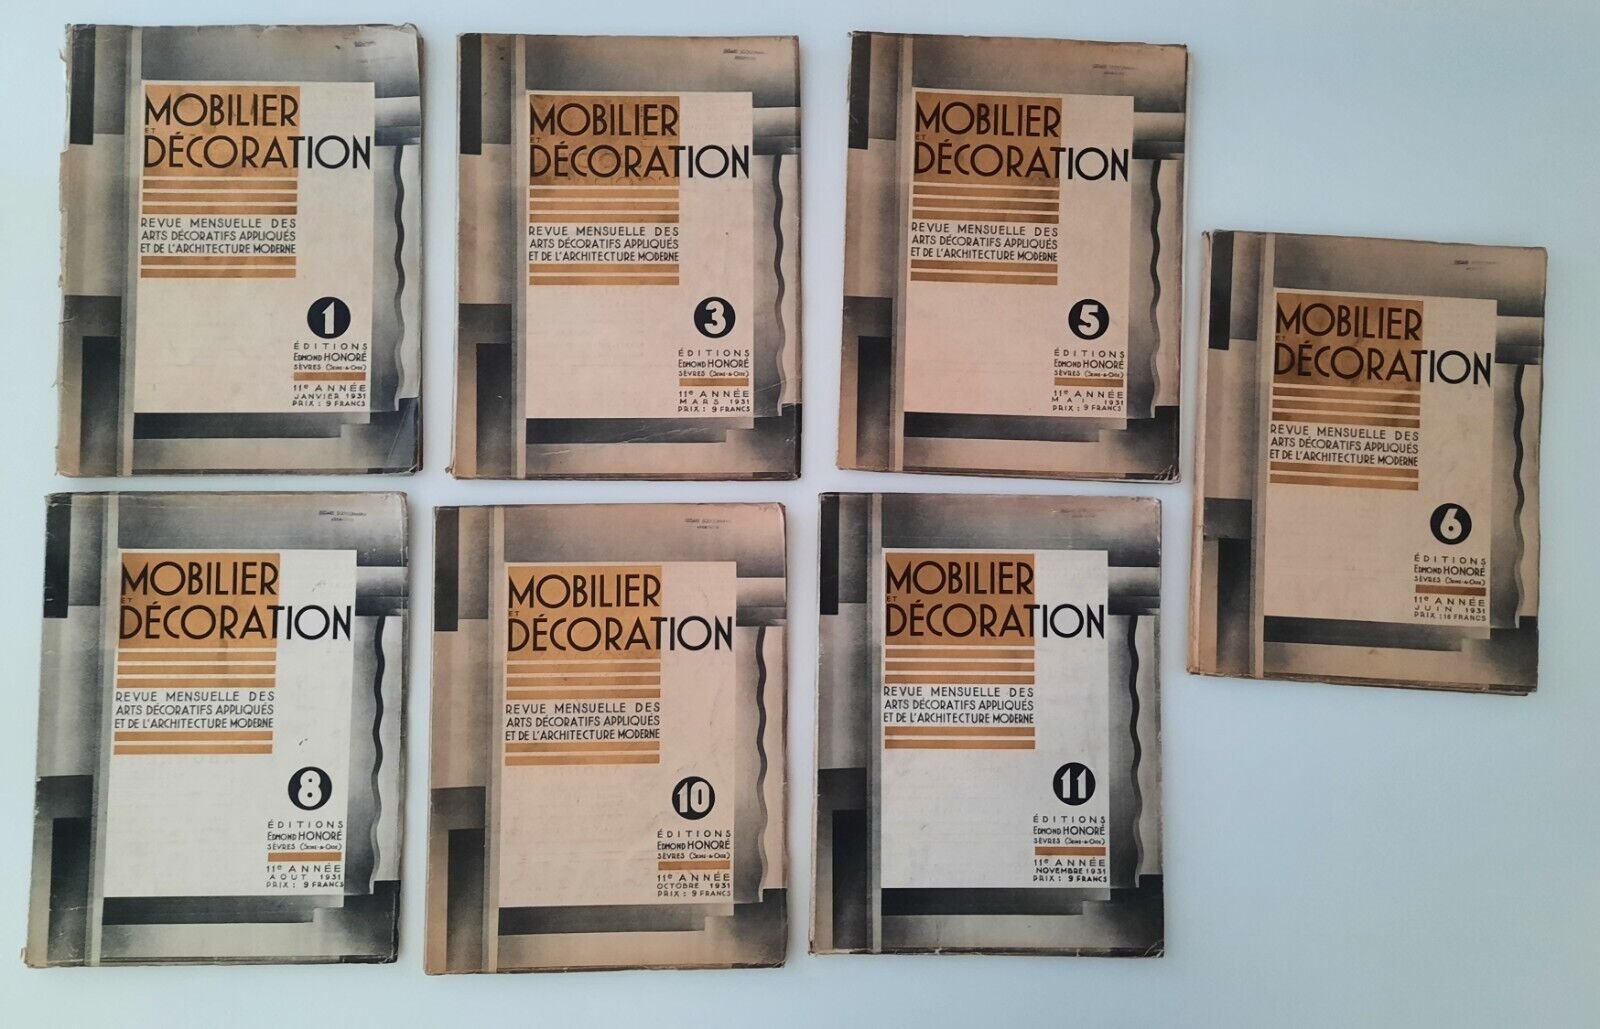 MOBILIER
ET
DÉCORATION
REVUE MENSUELLE DES
ARTS DÉCORATIFS APPLIQUÉS
ET DE L'ARCHITECTURE MODERNE
1
ÉDITIONS
EDMOND HONORÉ
SÈVRES (SEINE-&-OISE)
11e ANNÉE
JANVIER 1931
PRIX : 9 FRANCS
MOBILIER
ET
DÉCORATION
REVUE MENSUELLE DES
ARTS DÉCORATIFS APPLIQUÉS
ET DE L'ARCHITECTURE MODERNE
3
ÉDITIONS
EDMOND HONORÉ
SÈVRES (SEINE-&-OISE)
11e ANNÉE
MARS 1931
PRIX : 9 FRANCS
MOBILIER
ET
DÉCORATION
REVUE MENSUELLE DES
ARTS DÉCORATIFS APPLIQUÉS
ET DE L'ARCHITECTURE MODERNE
5
ÉDITIONS
EDMOND HONORÉ
SÈVRES (SEINE-&-OISE)
11e ANNÉE
MAI 1931
PRIX : 9 FRANCS
MOBILIER
ET
DÉCORATION
REVUE MENSUELLE DES
ARTS DÉCORATIFS APPLIQUÉS
ET DE L'ARCHITECTURE MODERNE
6
ÉDITIONS
EDMOND HONORÉ
SÈVRES (SEINE-&-OISE)
11e ANNÉE
JUIN 1931
PRIX : 18 FRANCS
MOBILIER
ET
DÉCORATION
REVUE MENSUELLE DES
ARTS DÉCORATIFS APPLIQUÉS
ET DE L'ARCHITECTURE MODERNE
8
ÉDITIONS
EDMOND HONORÉ
SÈVRES (SEINE-&-OISE)
11e ANNÉE
AOUT 1931
PRIX : 9 FRANCS
MOBILIER
ET
DÉCORATION
REVUE MENSUELLE DES
ARTS DÉCORATIFS APPLIQUÉS
ET DE L'ARCHITECTURE MODERNE
10
ÉDITIONS
EDMOND HONORÉ
SÈVRES (SEINE-&-OISE)
11e ANNÉE
OCTOBRE 1931
PRIX : 9 FRANCS
MOBILIER
ET
DÉCORATION
REVUE MENSUELLE DES
ARTS DÉCORATIFS APPLIQUÉS
ET DE L'ARCHITECTURE MODERNE
11
ÉDITIONS
EDMOND HONORÉ
SÈVRES (SEINE-&-OISE)
11e ANNÉE
NOVEMBRE 1931
PRIX : 9 FRANCS